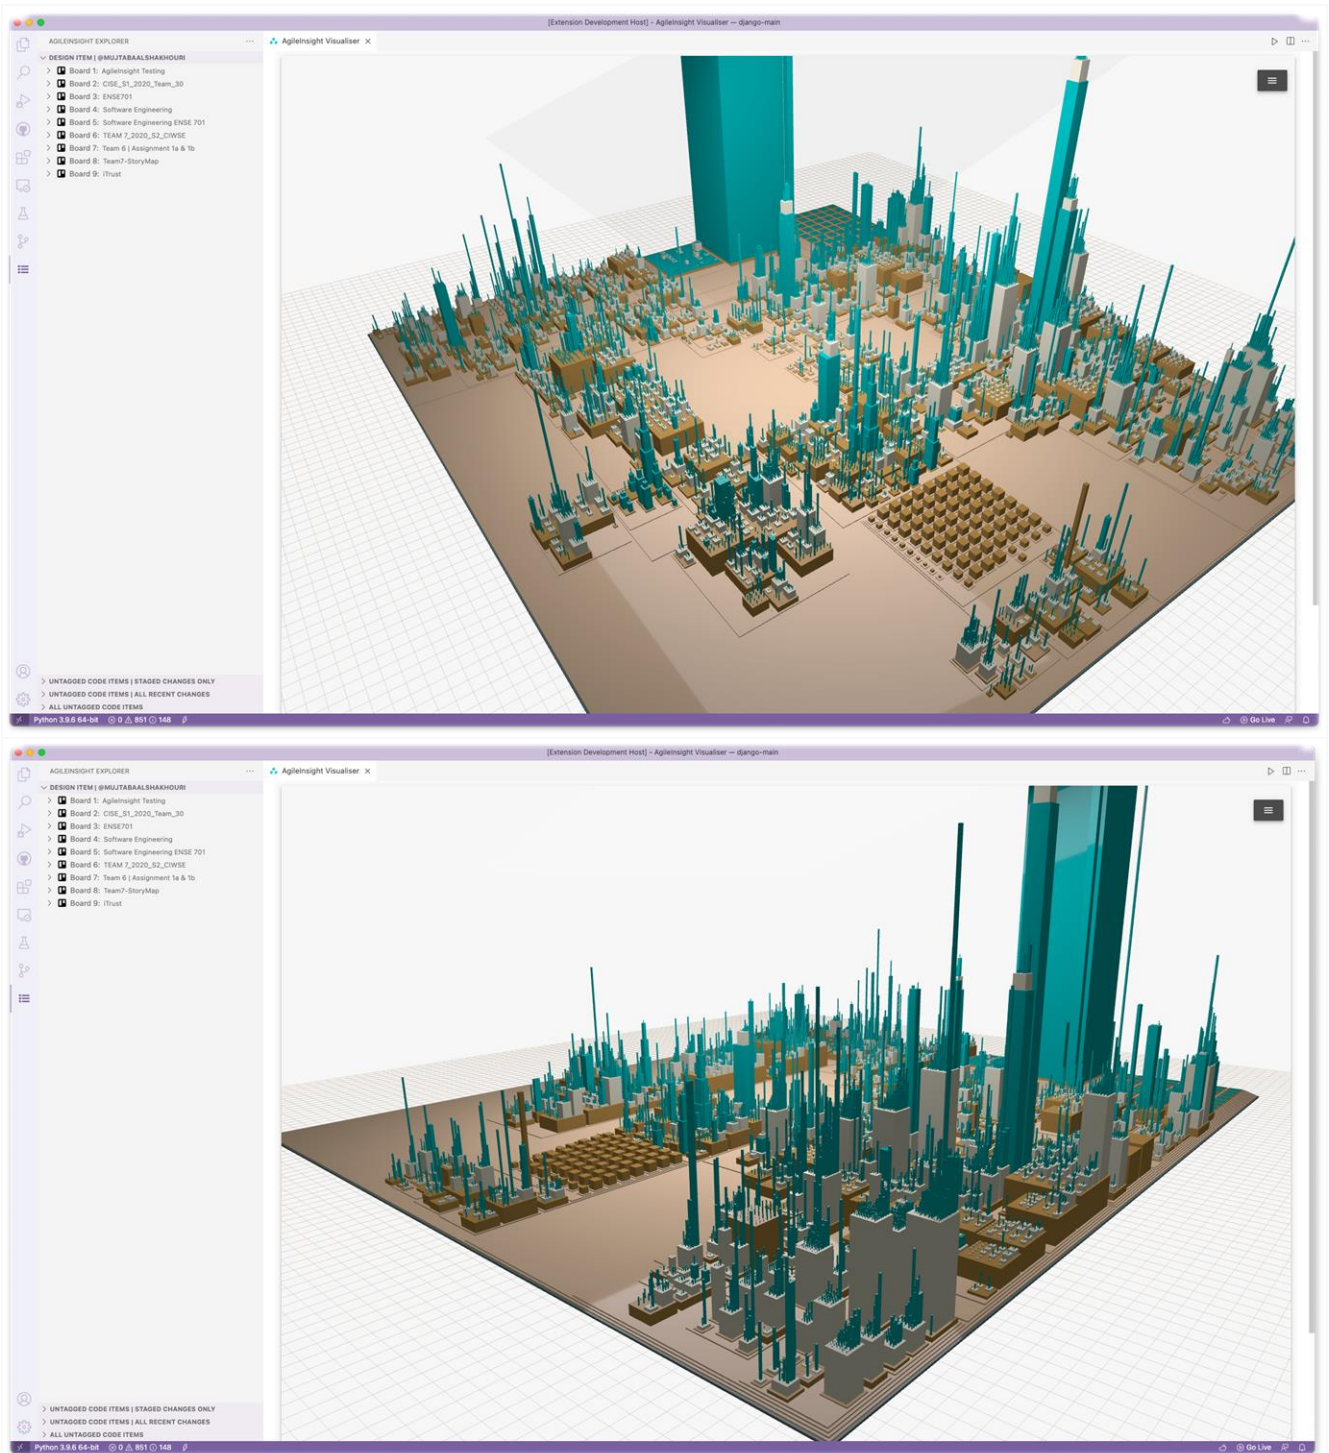 [Extension Development Host] - AgileInsight Visualiser — django-main
AGILEINSIGHT EXPLORER
AgileInsight Visualiser
DESIGN ITEM | @MUJTABAALSHAKHOURI
Board 1: AgileInsight Testing
Board 2: CISE_S1_2020_Team_30
Board 3: ENSE701
Board 4: Software Engineering
Board 5: Software Engineering ENSE 701
Board 6: TEAM 7_2020_S2_CIWSE
Board 7: Team 6 | Assignment 1a & 1b
Board 8: Team7-StoryMap
Board 9: iTrust
UNTAGGED CODE ITEMS | STAGED CHANGES ONLY
UNTAGGED CODE ITEMS | ALL RECENT CHANGES
ALL UNTAGGED CODE ITEMS
Python 3.9.6 64-bit 0 851 148 Go Live
[Extension Development Host] - AgileInsight Visualiser — django-main
AGILEINSIGHT EXPLORER
AgileInsight Visualiser
DESIGN ITEM | @MUJTABAALSHAKHOURI
Board 1: AgileInsight Testing
Board 2: CISE_S1_2020_Team_30
Board 3: ENSE701
Board 4: Software Engineering
Board 5: Software Engineering ENSE 701
Board 6: TEAM 7_2020_S2_CIWSE
Board 7: Team 6 | Assignment 1a & 1b
Board 8: Team7-StoryMap
Board 9: iTrust
UNTAGGED CODE ITEMS | STAGED CHANGES ONLY
UNTAGGED CODE ITEMS | ALL RECENT CHANGES
ALL UNTAGGED CODE ITEMS
Python 3.9.6 64-bit 0 851 148 Go Live